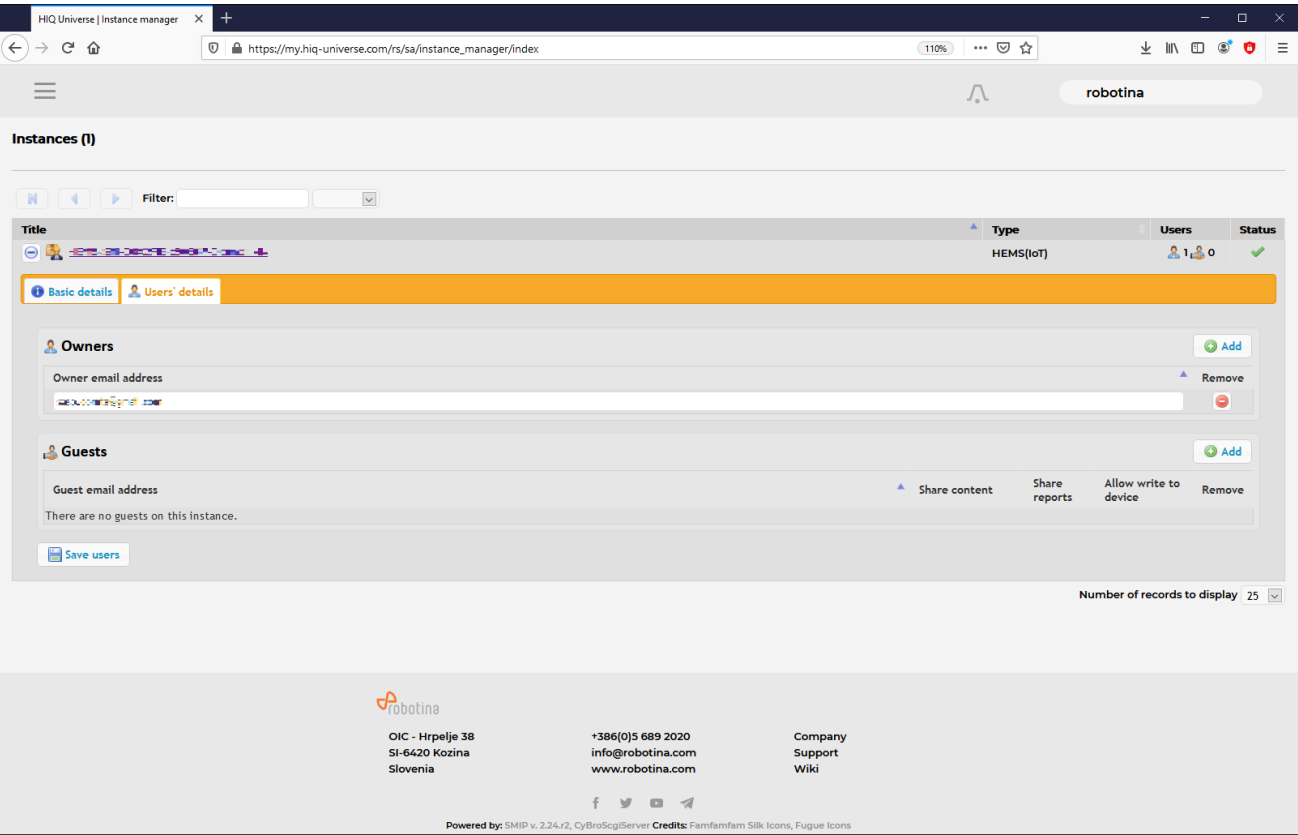 HIQ Universe | Instance manager
https://my.hiq-universe.com/rs/sa/instance_manager/index
110%
robotina
Instances (1)
Filter:
Title Type Users Status
HEMS(IoT) 1, 0
Basic details Users' details
Owners Add
Owner email address Remove
Guests Add
Guest email address Share content Share reports Allow write to device Remove
There are no guests on this instance.
Save users
Number of records to display 25
robotina
OIC - Hrpelje 38 +386(0)5 689 2020 Company
SI-6420 Kozina info@robotina.com Support
Slovenia www.robotina.com Wiki
Powered by: SMIP v. 2.24.r2, CyBroScgiServer Credits: Famfamfam Silk Icons, Fugue Icons